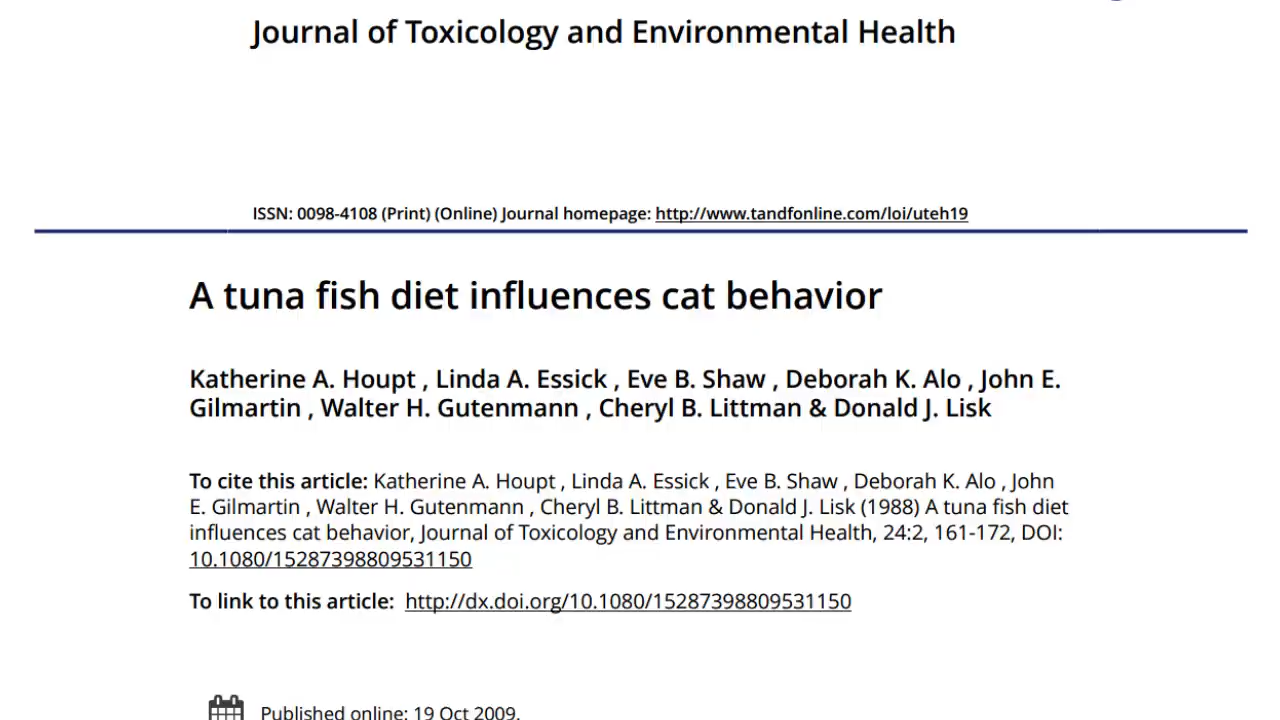 Journal of Toxicology and Environmental Health
ISSN: 0098-4108 (Print) (Online) Journal homepage: http://www.tandfonline.com/loi/uteh19
A tuna fish diet influences cat behavior
Katherine A. Houpt , Linda A. Essick , Eve B. Shaw , Deborah K. Alo , John E.
Gilmartin , Walter H. Gutenmann , Cheryl B. Littman & Donald J. Lisk
To cite this article: Katherine A. Houpt , Linda A. Essick , Eve B. Shaw , Deborah K. Alo , John
E. Gilmartin , Walter H. Gutenmann , Cheryl B. Littman & Donald J. Lisk (1988) A tuna fish diet
influences cat behavior, Journal of Toxicology and Environmental Health, 24:2, 161-172, DOI:
10.1080/15287398809531150
To link to this article: http://dx.doi.org/10.1080/15287398809531150
Published online: 19 Oct 2009.